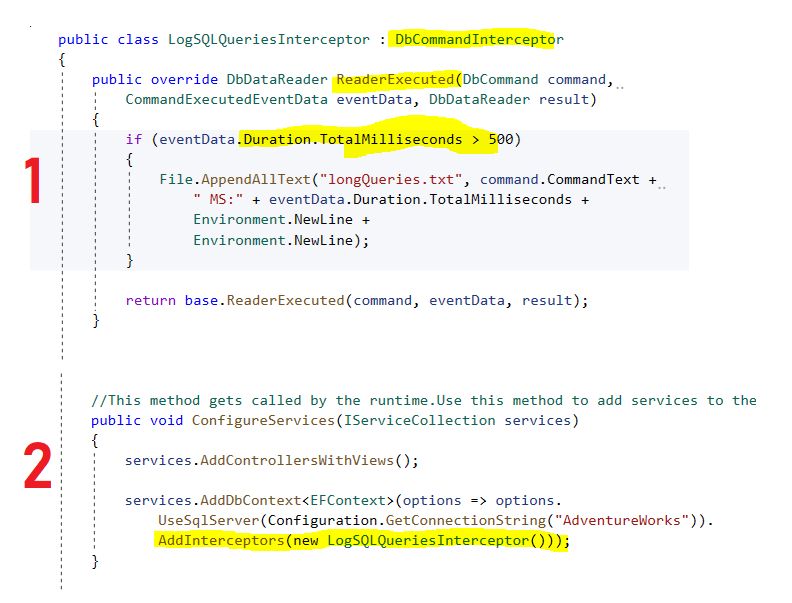 public class LogSQLQueriesInterceptor : DbCommandInterceptor
{
public override DbDataReader ReaderExecuted(DbCommand command,
CommandExecutedEventData eventData, DbDataReader result)
{
if (eventData.Duration.TotalMilliseconds > 500)
{
1
File.AppendAllText("longQueries.txt", command.CommandText +
" MS:" + eventData.Duration.TotalMilliseconds +
Environment.NewLine +
Environment.NewLine);
}
return base.ReaderExecuted(command, eventData, result);
}
//This method gets called by the runtime.Use this method to add services to the
public void ConfigureServices(IServiceCollection services)
{
2
services.AddControllersWithViews();
services.AddDbContext<EFContext>(options => options.
UseSqlServer(Configuration.GetConnectionString("AdventureWorks")).
AddInterceptors(new LogSQLQueriesInterceptor()));
}